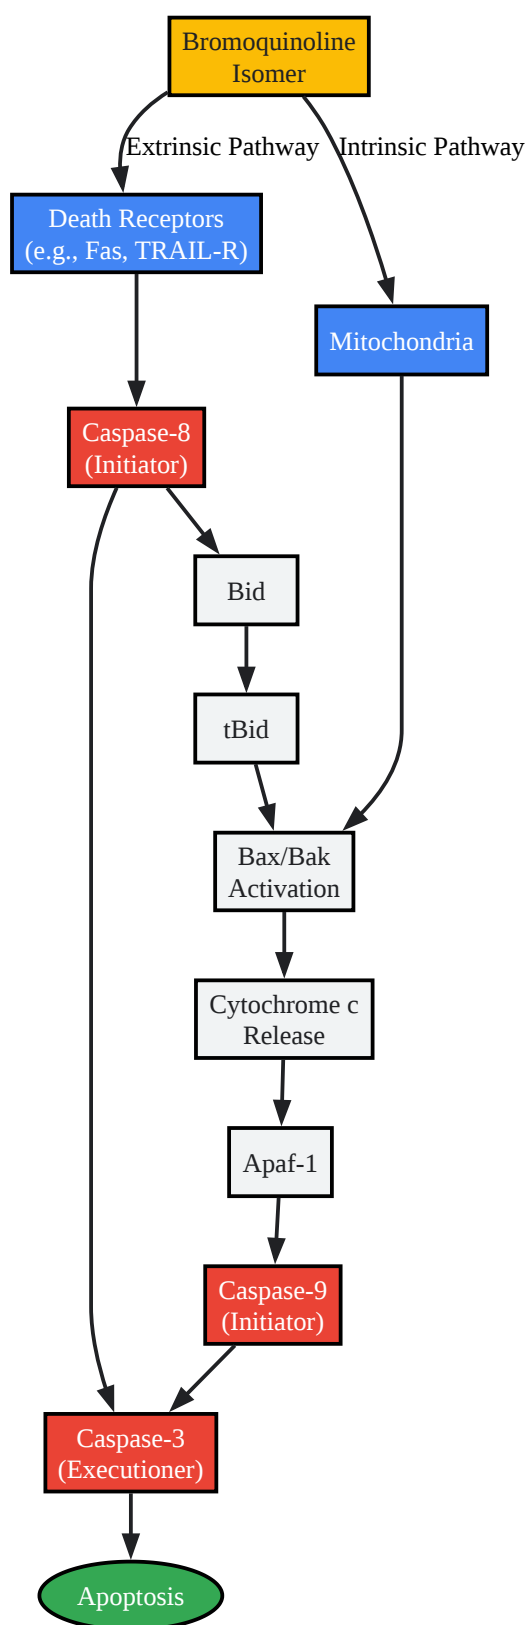 Bromoquinoline
Isomer
Extrinsic Pathway
Intrinsic Pathway
Death Receptors
(e.g., Fas, TRAIL-R)
Mitochondria
Caspase-8
(Initiator)
Bid
tBid
Bax/Bak
Activation
Cytochrome c
Release
Apaf-1
Caspase-9
(Initiator)
Caspase-3
(Executioner)
Apoptosis